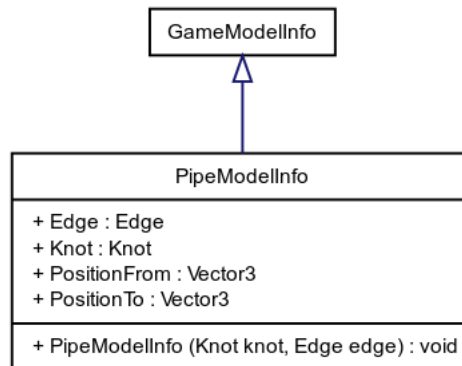 GameModelInfo
PipeModelInfo
+ Edge : Edge
+ Knot : Knot
+ PositionFrom : Vector3
+ PositionTo : Vector3
+ PipeModelInfo (Knot knot, Edge edge) : void